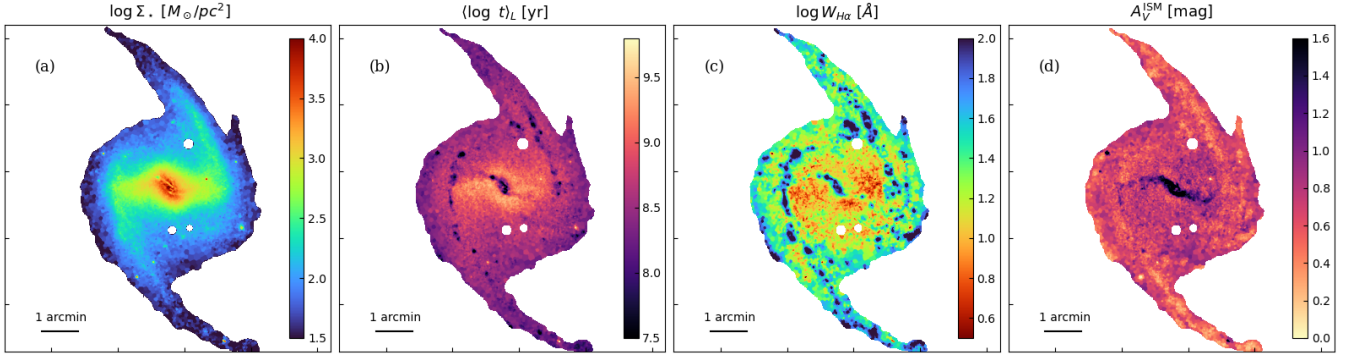 log Σ⋆ [M⊙/pc²]
(a)
4.0
3.5
3.0
2.5
2.0
1.5
1 arcmin
⟨log t⟩L [yr]
(b)
9.5
9.0
8.5
8.0
7.5
1 arcmin
log WHα [Å]
(c)
2.0
1.8
1.6
1.4
1.2
1.0
0.8
0.6
1 arcmin
AVISM [mag]
(d)
1.6
1.4
1.2
1.0
0.8
0.6
0.4
0.2
0.0
1 arcmin